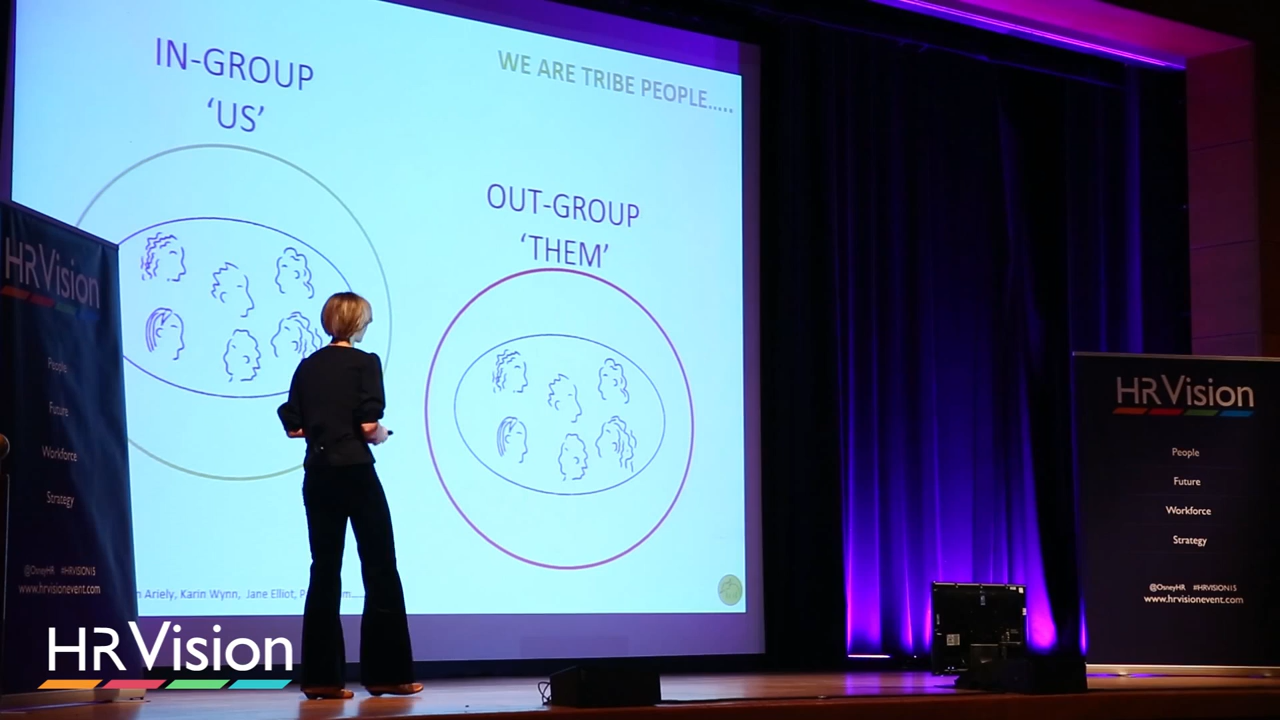 IN-GROUP
‘US’
WE ARE TRIBE PEOPLE.....
OUT-GROUP
‘THEM’
Ariely, Karin Wynn, Jane Elliot,
HRVision
People
Future
Workforce
Strategy
@OsneyHR #HRVISION15
www.hrvisionevent.com
HRVision
People
Future
Workforce
Strategy
@OsneyHR #HRVISION15
www.hrvisionevent.com
HRVision